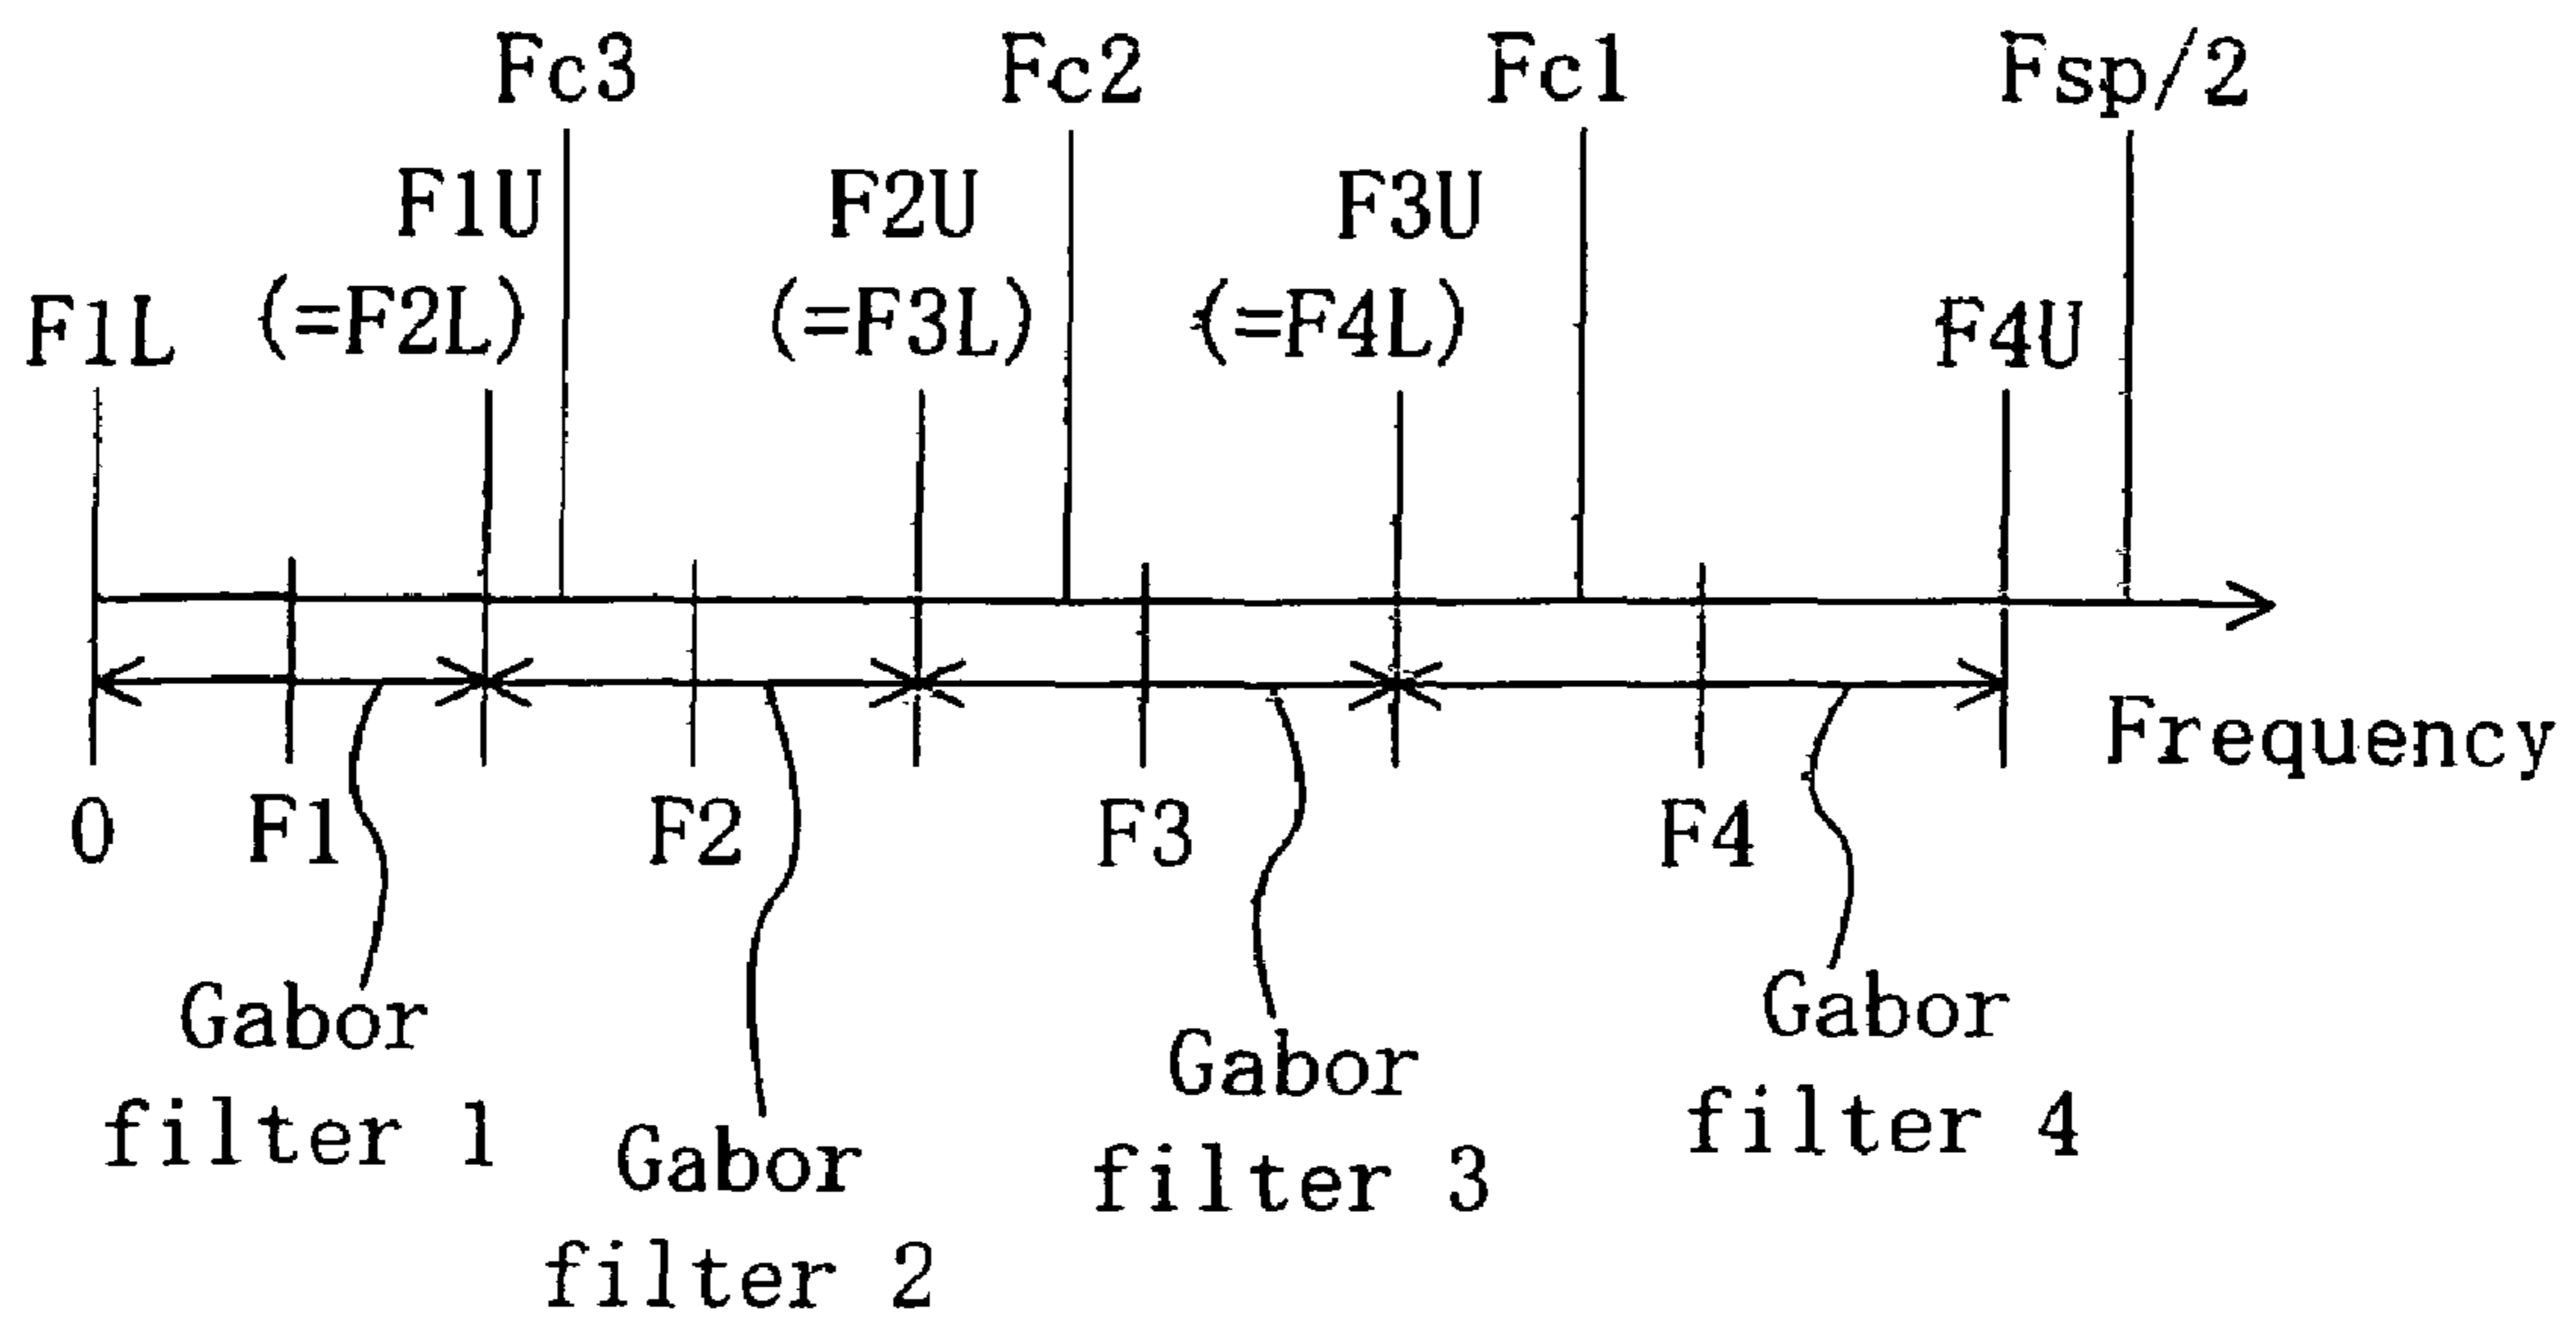 Fc3
Fc2
Fc1
Fsp/2
F1U
F2U
F3U
F1L
(=F2L)
(=F3L)
(=F4L)
F4U
Frequency
0
F1
F2
F3
F4
Gabor
filter 1
Gabor
filter 2
Gabor
filter 3
Gabor
filter 4